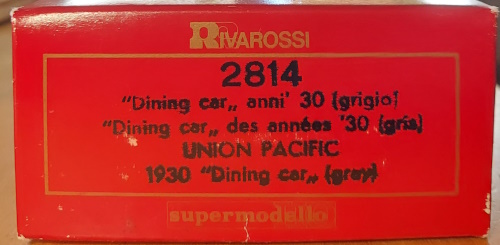 RIVAROSSI
2814
"Dining car„ anni' 30 (grigio)
"Dining car„ des années '30 (gris)
UNION PACIFIC
1930 "Dining car„ (gray)
supermodello